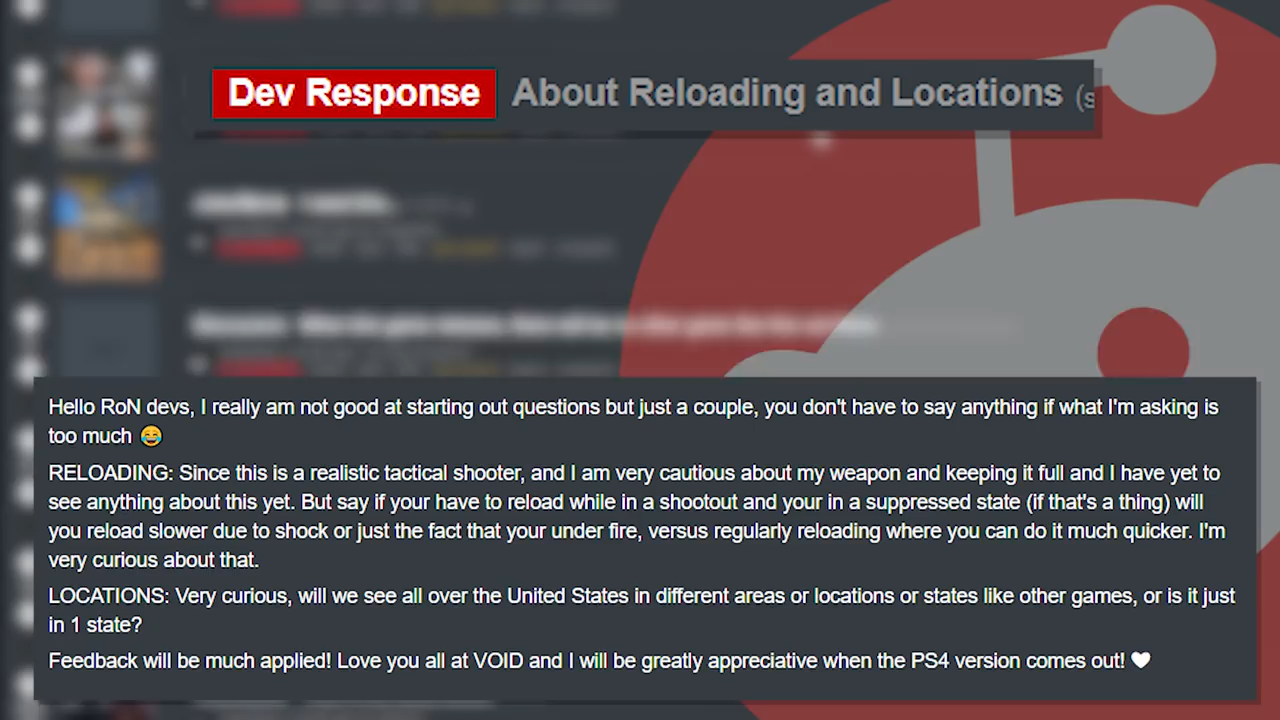 Dev Response About Reloading and Locations (s
Hello RoN devs, I really am not good at starting out questions but just a couple, you don't have to say anything if what I'm asking is
too much 😂
RELOADING: Since this is a realistic tactical shooter, and I am very cautious about my weapon and keeping it full and I have yet to
see anything about this yet. But say if your have to reload while in a shootout and your in a suppressed state (if that's a thing) will
you reload slower due to shock or just the fact that your under fire, versus regularly reloading where you can do it much quicker. I'm
very curious about that.
LOCATIONS: Very curious, will we see all over the United States in different areas or locations or states like other games, or is it just
in 1 state?
Feedback will be much applied! Love you all at VOID and I will be greatly appreciative when the PS4 version comes out! 🤍